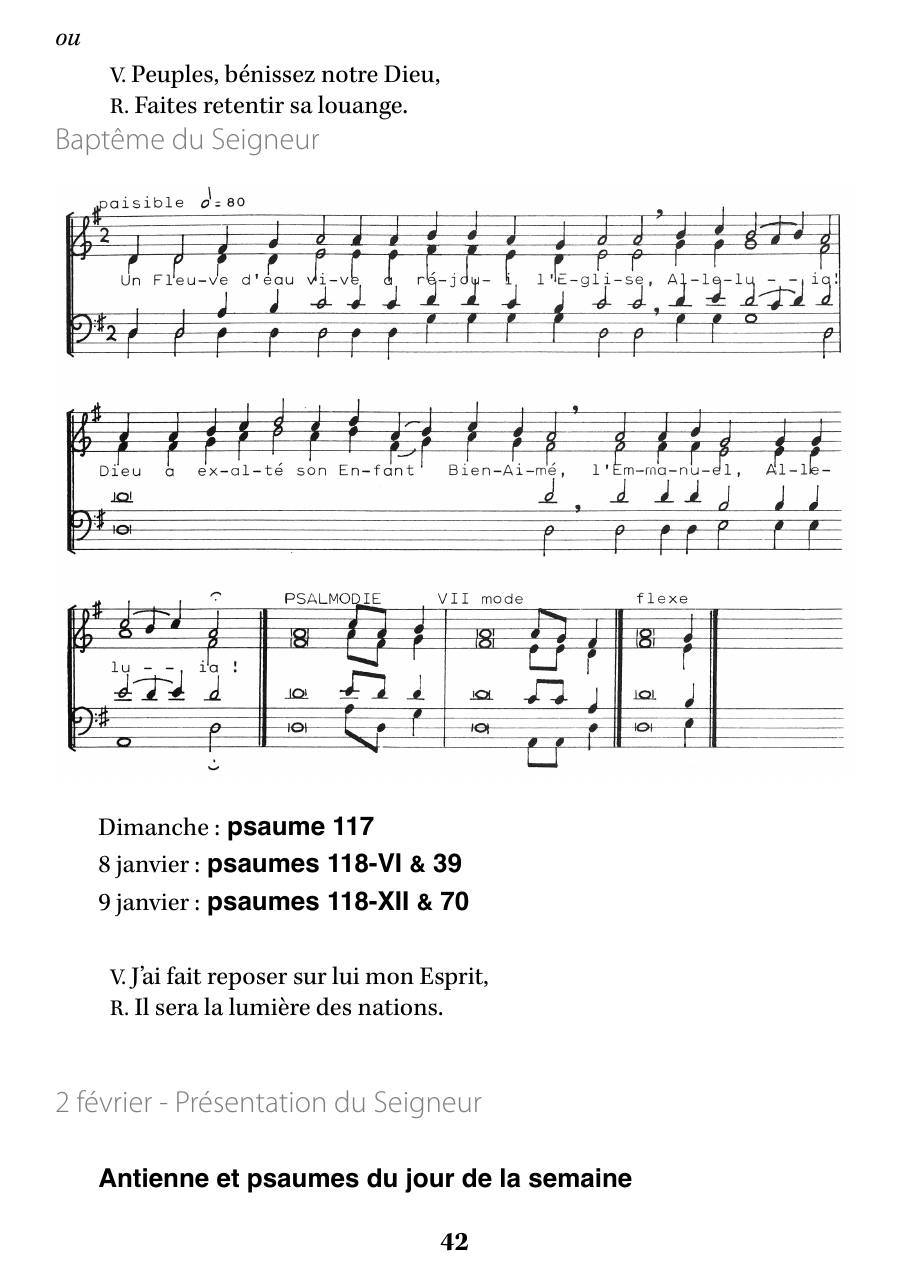 ou
V. Peuples, bénissez notre Dieu,
R. Faites retentir sa louange.
Baptême du Seigneur
paisible = 80
2
Un Fleu-ve d'eau vi-ve a ré-jou- i l'E-gli-se, Al-le-lu - -, ia!
2
Dieu a ex-al-té son En-fant Bien-Ai-mé, l'Em-ma-nu-el, Al-le-
PSALMODIE VII mode flexe
lu - -, ia !
Dimanche : psaume 117
8 janvier : psaumes 118-VI & 39
9 janvier : psaumes 118-XII & 70
V. J'ai fait reposer sur lui mon Esprit,
R. Il sera la lumière des nations.
2 février - Présentation du Seigneur
Antienne et psaumes du jour de la semaine
42